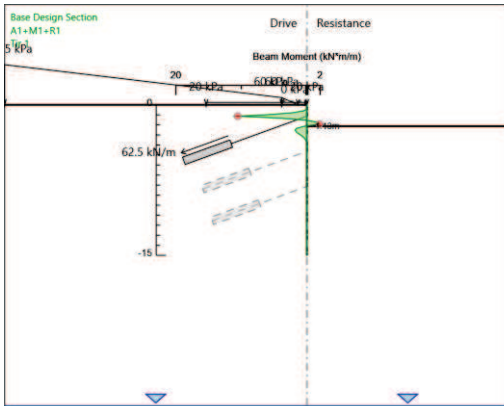 Base Design Section
A1+M1+R1
Drive
Resistance
5 kPa
Beam Moment (kN*m/m)
20
2
20 kPa
0
62.5 kN/m
-15